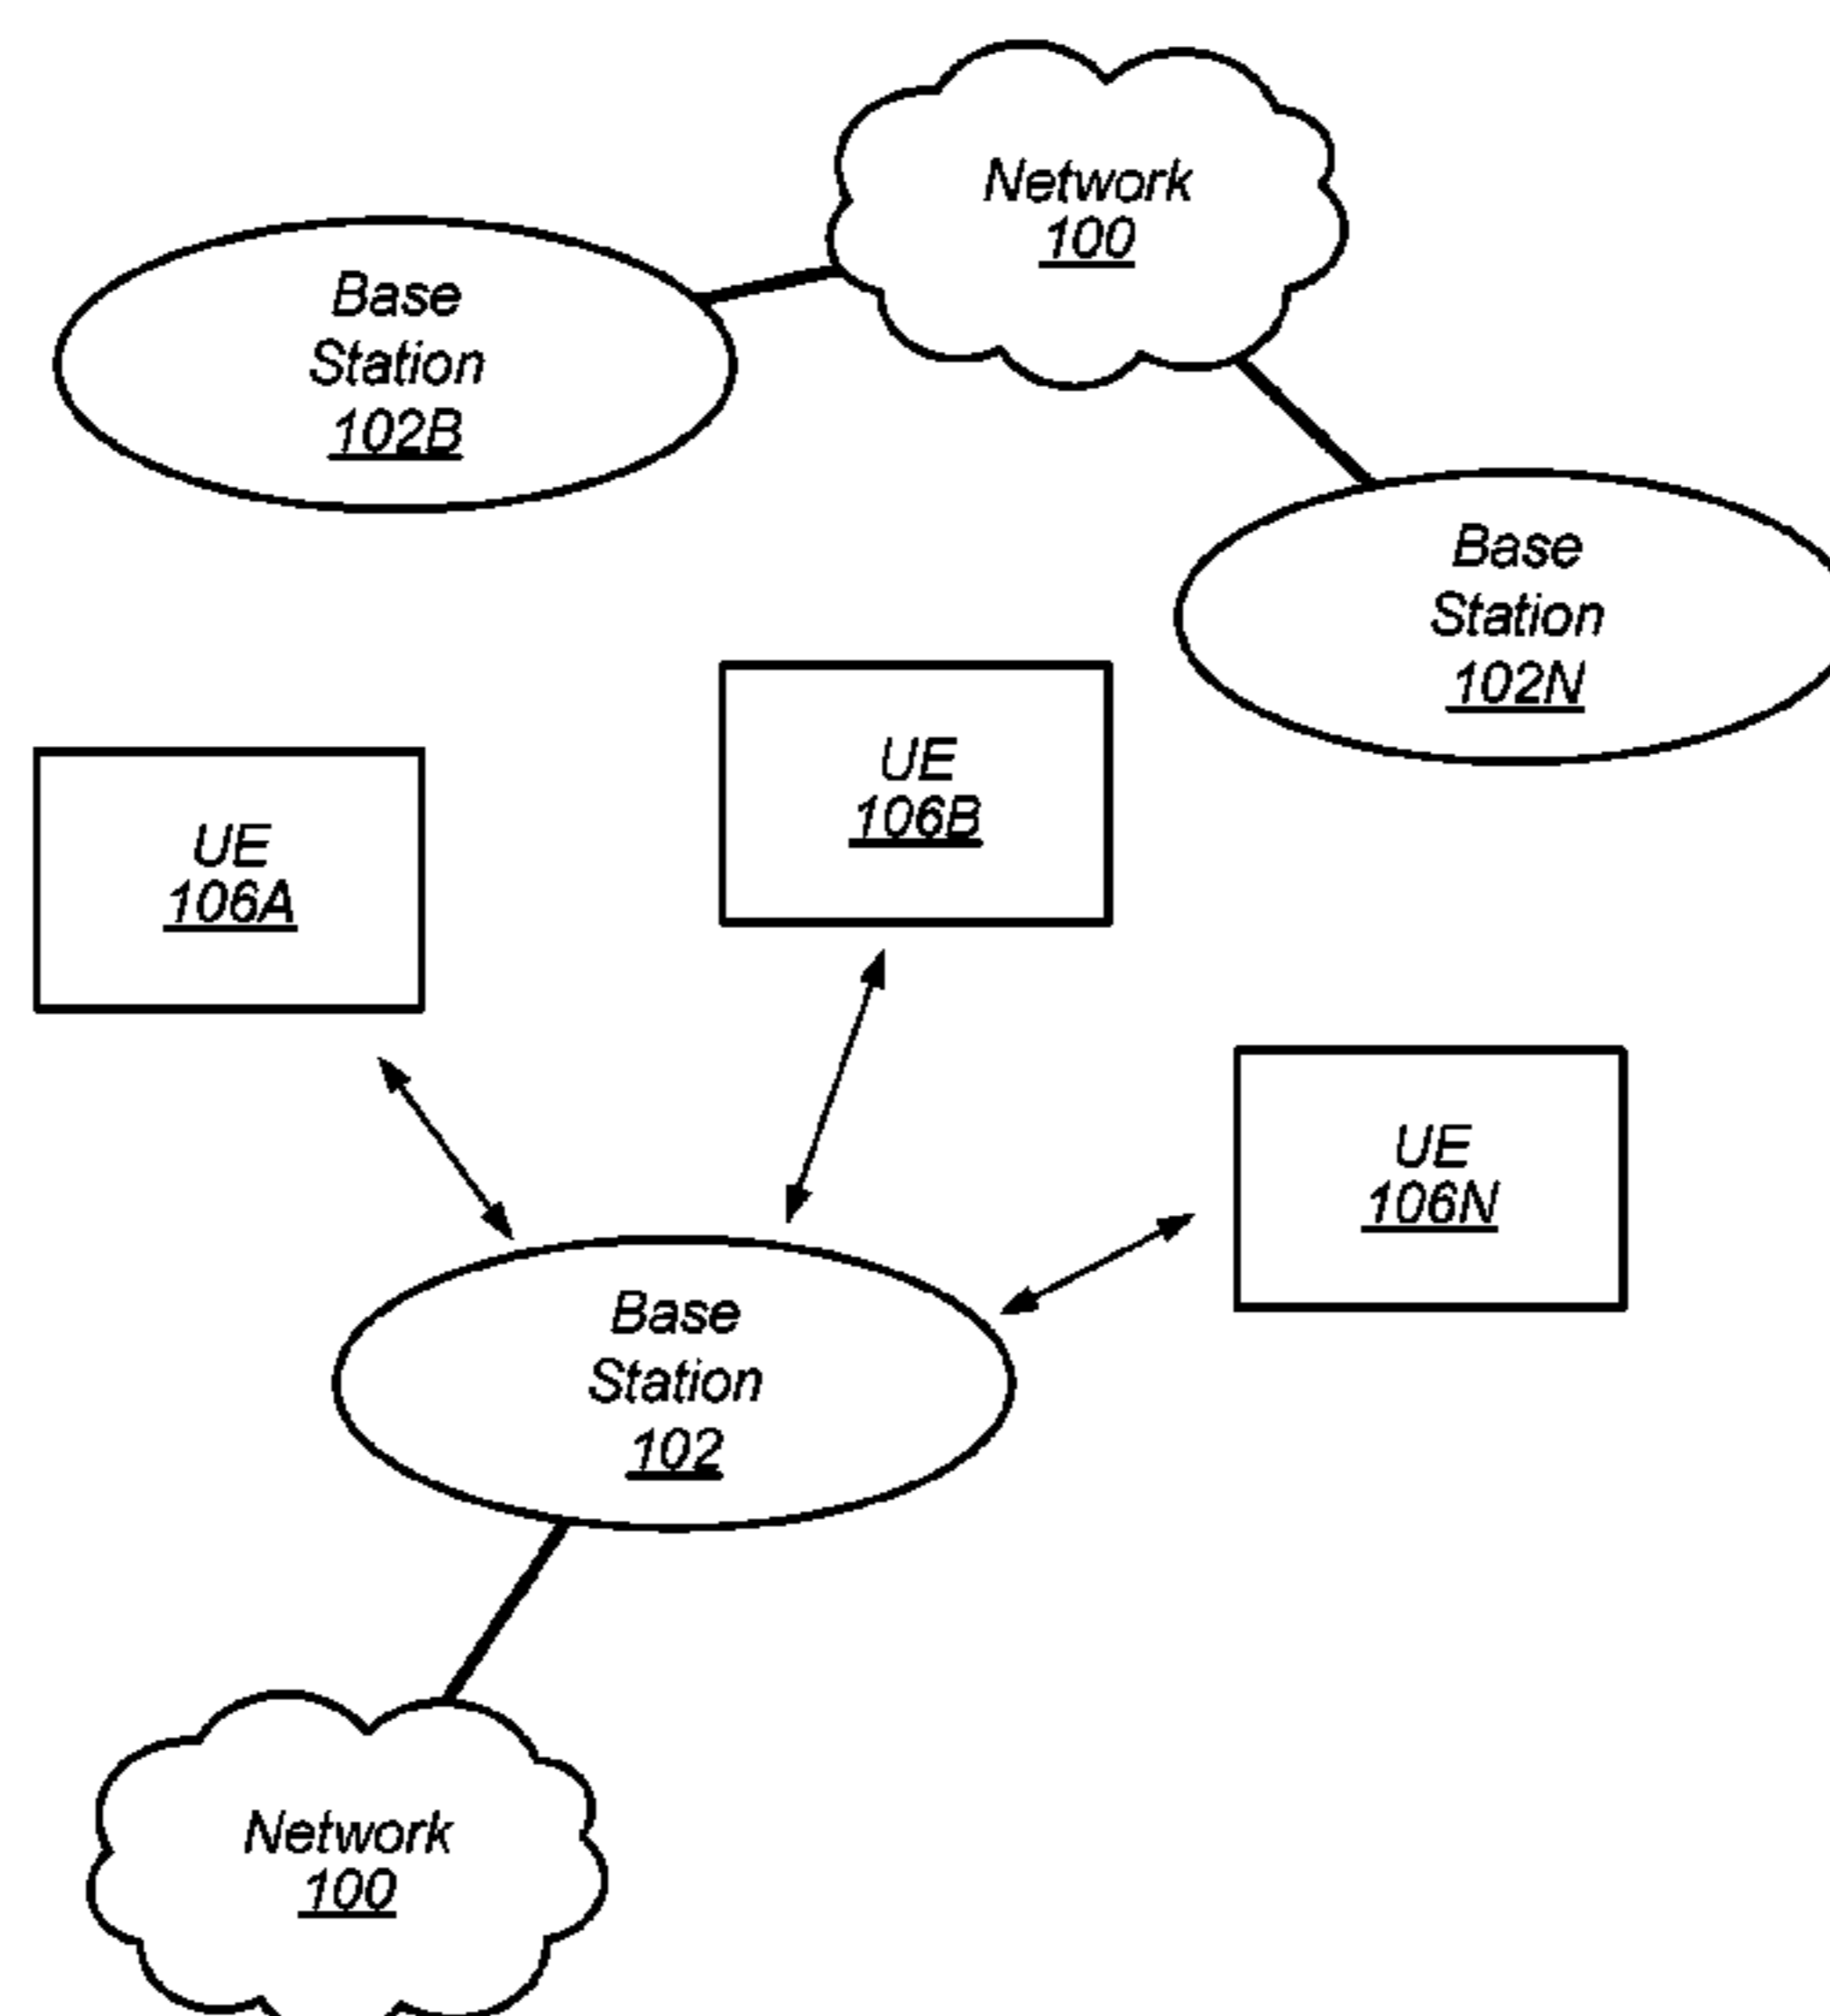 Network
100
Base
Station
102B
Base
Station
102N
UE
106B
UE
106A
UE
106N
Base
Station
102
Network
100